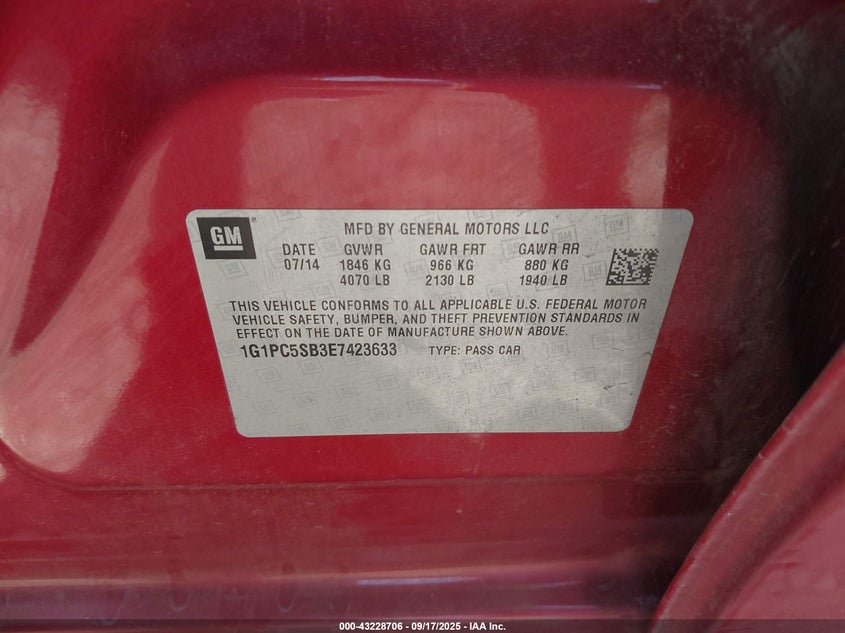 GM
MFD BY GENERAL MOTORS LLC
DATE GVWR GAWR FRT GAWR RR
07/14 1846 KG 966 KG 880 KG
4070 LB 2130 LB 1940 LB
THIS VEHICLE CONFORMS TO ALL APPLICABLE U.S. FEDERAL MOTOR
VEHICLE SAFETY, BUMPER, AND THEFT PREVENTION STANDARDS IN
EFFECT ON THE DATE OF MANUFACTURE SHOWN ABOVE.
1G1PC5SB3E7423633 TYPE: PASS CAR
000-43228706 - 09/17/2025 - IAA Inc.